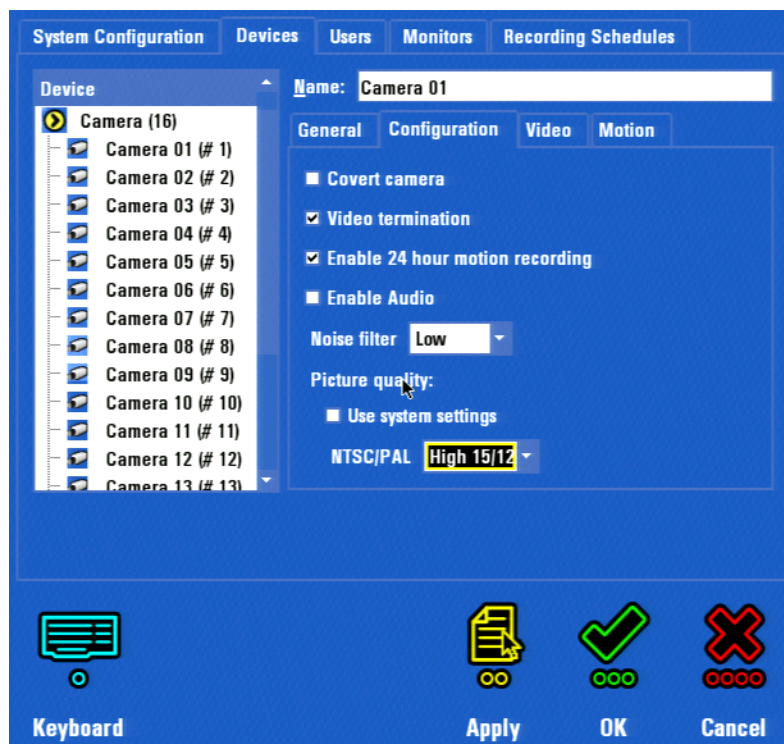 System Configuration Devices Users Monitors Recording Schedules
Device
Camera (16)
Camera 01 (# 1)
Camera 02 (# 2)
Camera 03 (# 3)
Camera 04 (# 4)
Camera 05 (# 5)
Camera 06 (# 6)
Camera 07 (# 7)
Camera 08 (# 8)
Camera 09 (# 9)
Camera 10 (# 10)
Camera 11 (# 11)
Camera 12 (# 12)
Camera 13 (# 13)
Name: Camera 01
General Configuration Video Motion
Covert camera
Video termination
Enable 24 hour motion recording
Enable Audio
Noise filter Low
Picture quality:
Use system settings
NTSC/PAL High 15/12
Keyboard Apply OK Cancel